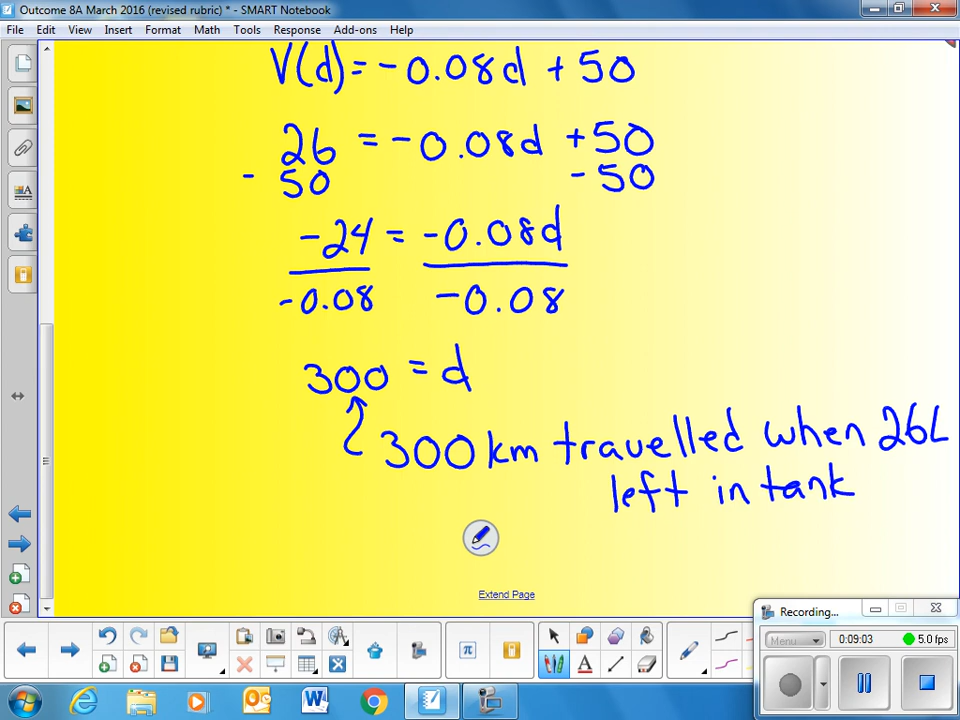 Outcome 8A March 2016 (revised rubric) * - SMART Notebook
File Edit View Insert Format Math Tools Response Add-ons Help
V(d) = -0.08d + 50
26 = -0.08d + 50
- 50 - 50
-24 = -0.08d
-0.08 -0.08
300 = d
300 km travelled when 26L
left in tank
Extend Page
Recording...
Menu
0:09:03
5.0 fps